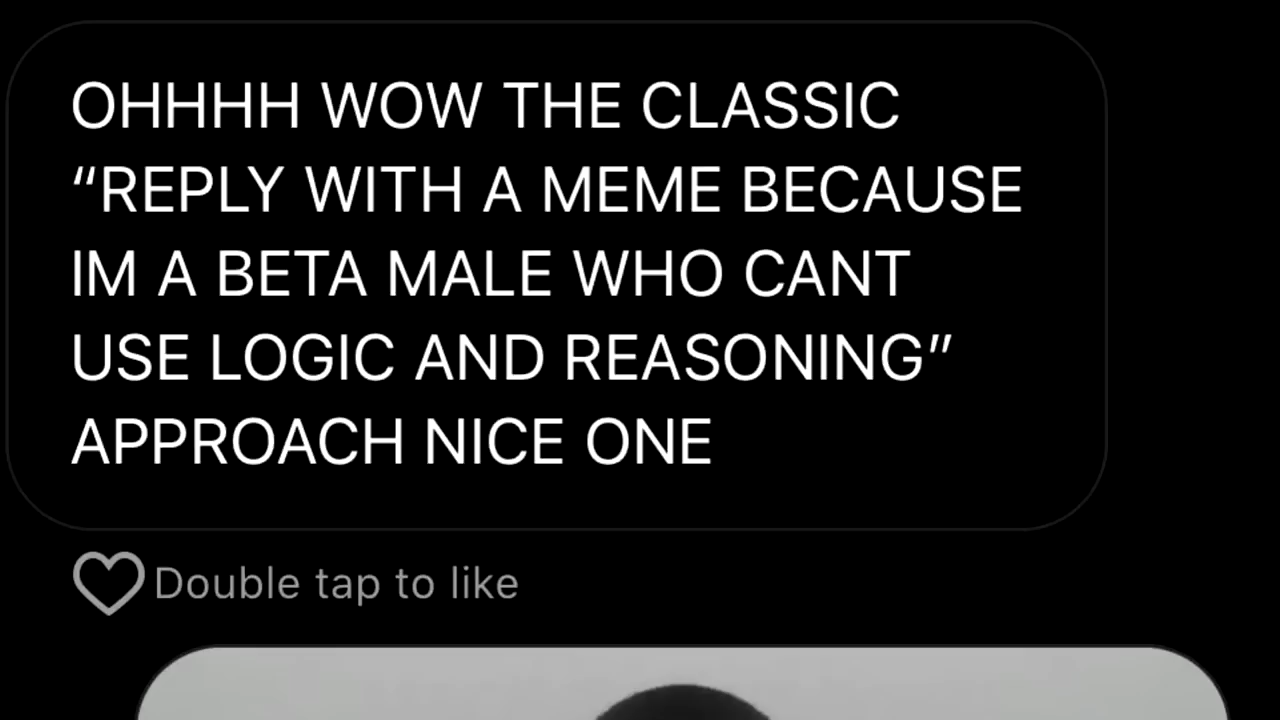 OHHHH WOW THE CLASSIC
“REPLY WITH A MEME BECAUSE
IM A BETA MALE WHO CANT
USE LOGIC AND REASONING”
APPROACH NICE ONE
Double tap to like